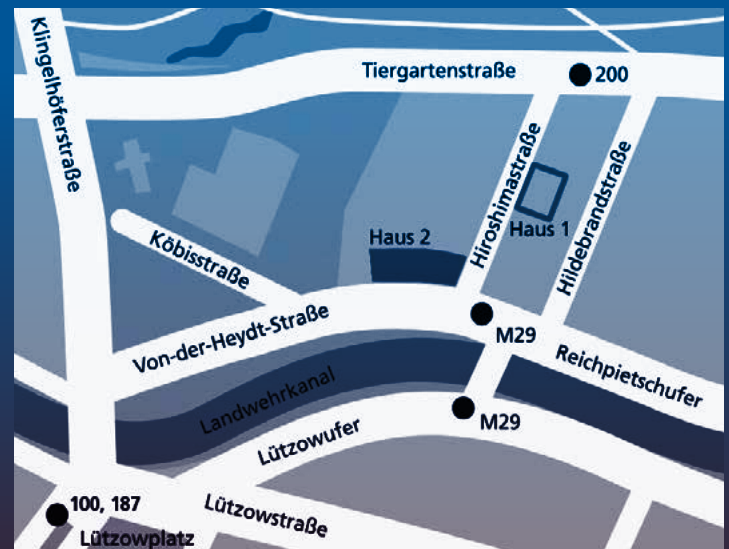 Klingelhöferstraße
Tiergartenstraße
200
Hiroshimastraße
Haus 1
Hildebrandstraße
Haus 2
Köbisstraße
Von-der-Heydt-Straße
M29
Reichpietschufer
Landwehrkanal
M29
Lützowufer
100, 187
Lützowstraße
Lützowplatz